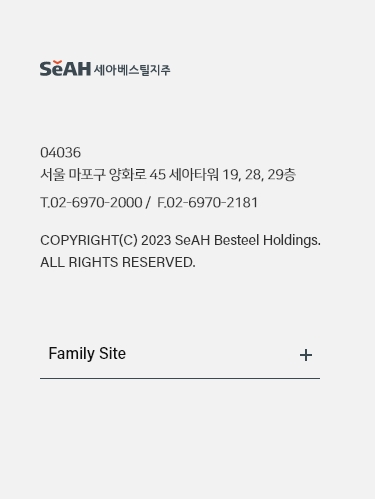 SeAH 세아베스틸지주
04036
서울 마포구 양화로 45 세아타워 19, 28, 29층
T.02-6970-2000 / F.02-6970-2181
COPYRIGHT(C) 2023 SeAH Besteel Holdings.
ALL RIGHTS RESERVED.
Family Site +